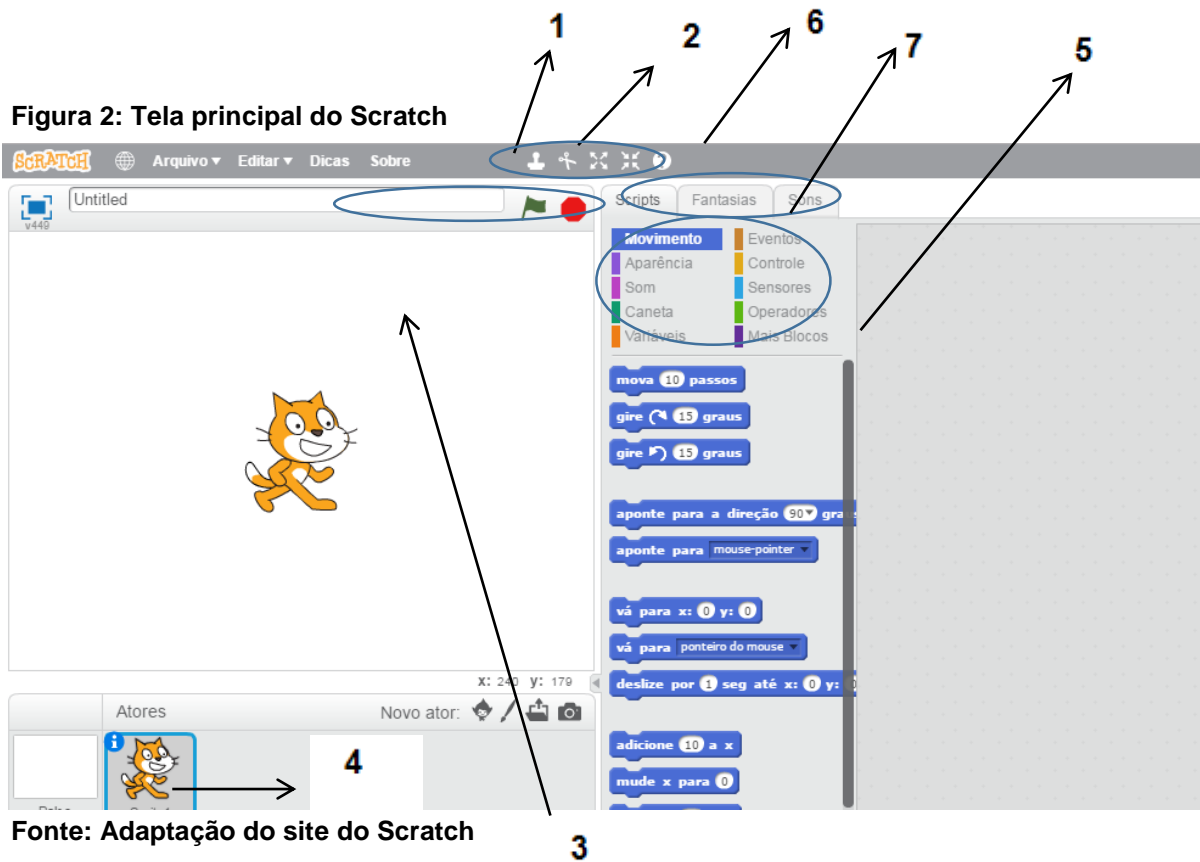 1
2
6
7
5
Figura 2: Tela principal do Scratch
SCRATCH Arquivo Editar Dicas Sobre
Untitled
v449
Scripts Fantasias Sons
Movimento Eventos
Aparência Controle
Som Sensores
Caneta Operadores
Variáveis Mais Blocos
mova 10 passos
gire 15 graus
gire 15 graus
aponte para a direção 90 graus
aponte para mouse-pointer
vá para x: 0 y: 0
vá para ponteiro do mouse
deslize por 1 seg até x: 0 y: 0
adicione 10 a x
mude x para 0
x: 240 y: 179
Atores Novo ator:
4
Fonte: Adaptação do site do Scratch
3